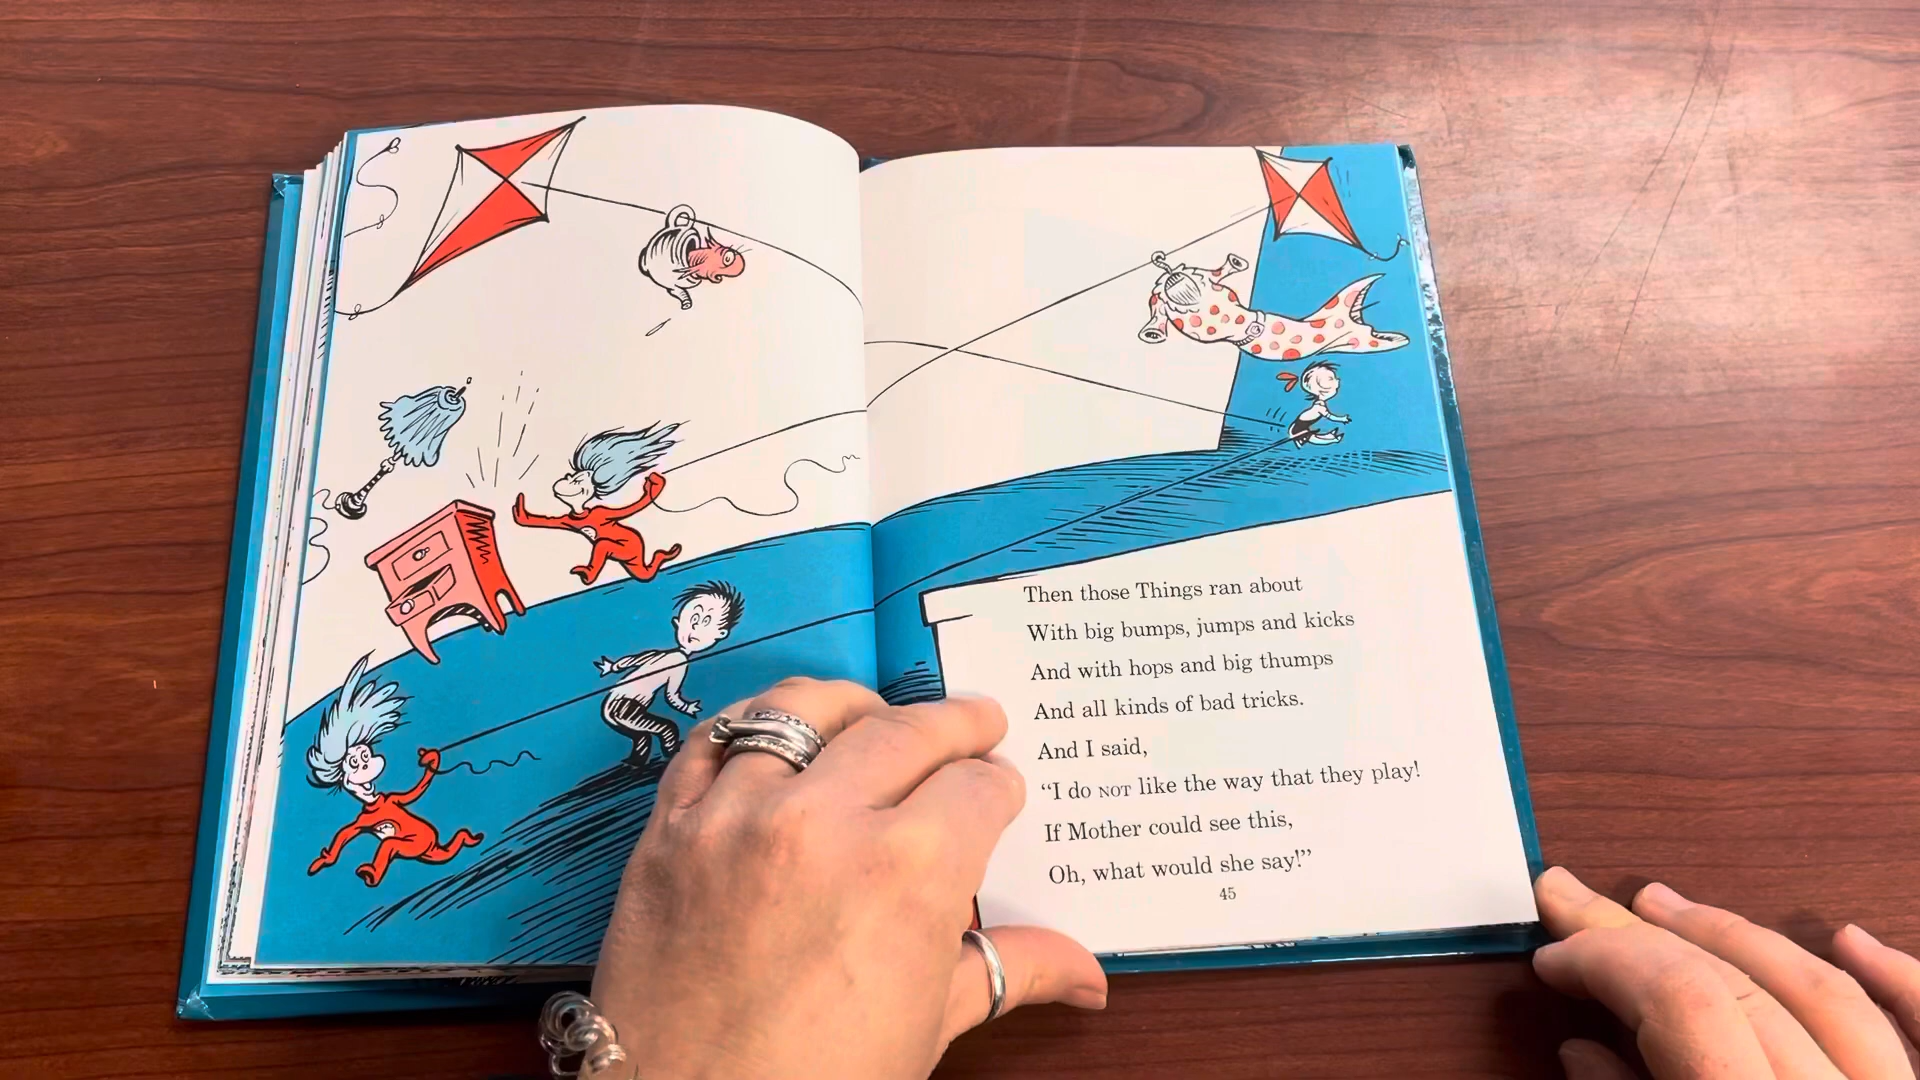 Then those Things ran about
With big bumps, jumps and kicks
And with hops and big thumps
And all kinds of bad tricks.
And I said,
“I do NOT like the way that they play!
If Mother could see this,
Oh, what would she say!”
45